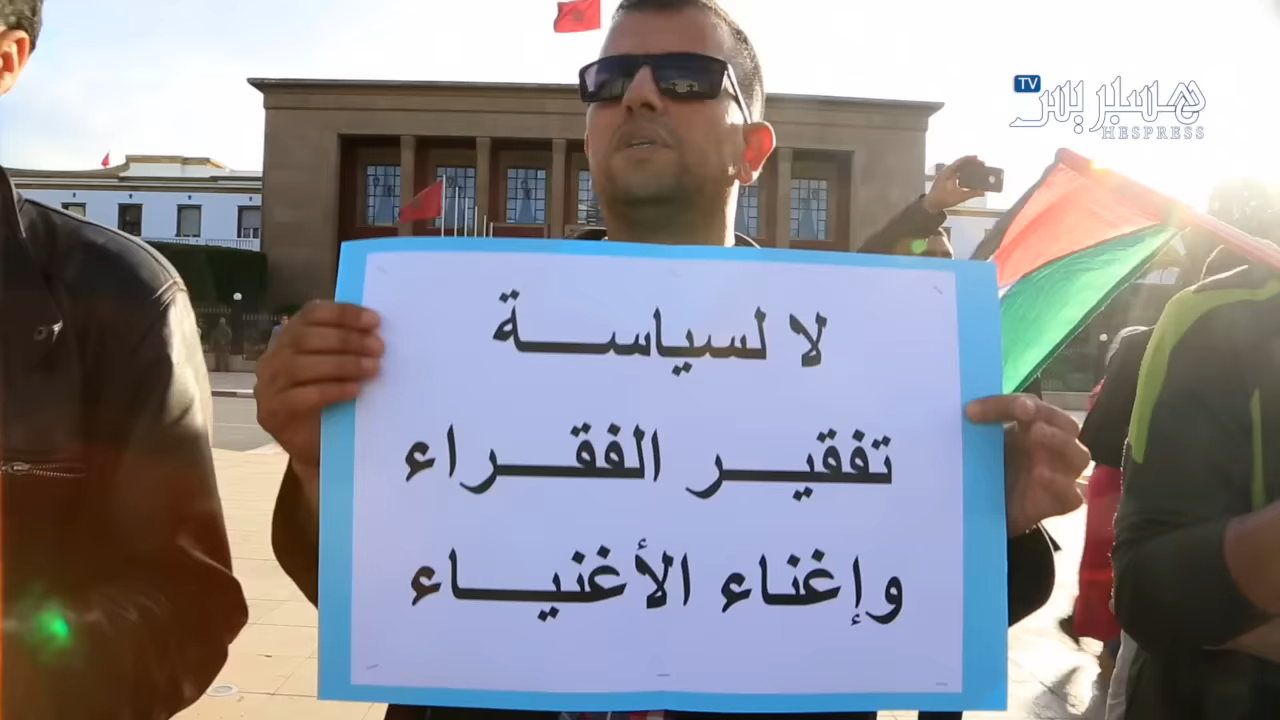 TV
هسبريس
HESPRESS
لا لسياسة
تفقير الفقراء
وإغناء الأغنياء